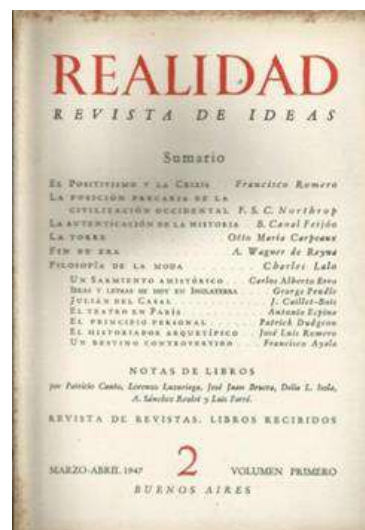 REALIDAD
REVISTA DE IDEAS
Sumario
EL POSITIVISMO Y LA CRISIS Francisco Romero
LA POSICIÓN PRECARIA DE LA
CIVILIZACIÓN OCCIDENTAL F. S. C. Northrop
LA AUTENTICACIÓN DE LA HISTORIA B. Canal Feijóo
LA TORRE Otto Maria Carpeaux
FIN DE ERA A. Wagner de Reyna
FILOSOFÍA DE LA MODA Charles Lalo
UN SARMIENTO AHISTÓRICO Carlos Alberto Erro
IDEAS Y LETRAS DE HOY EN INGLATERRA George Pendle
JULIÁN DEL CASAL J. Caillet-Bois
EL TEATRO EN PARÍS Antonio Espina
EL PRINCIPIO PERSONAL Patrick Dudgeon
EL HISTORIADOR ARQUETÍPICO José Luis Romero
UN DESTINO CONTROVERTIDO Francisco Ayala
NOTAS DE LIBROS
por Patricio Canto, Lorenzo Luzuriaga, José Juan Bruera, Delia L. Isola,
A. Sánchez Reulet y Luis Farré.
REVISTA DE REVISTAS. LIBROS RECIBIDOS
MARZO-ABRIL 1947 2 VOLUMEN PRIMERO
BUENOS AIRES